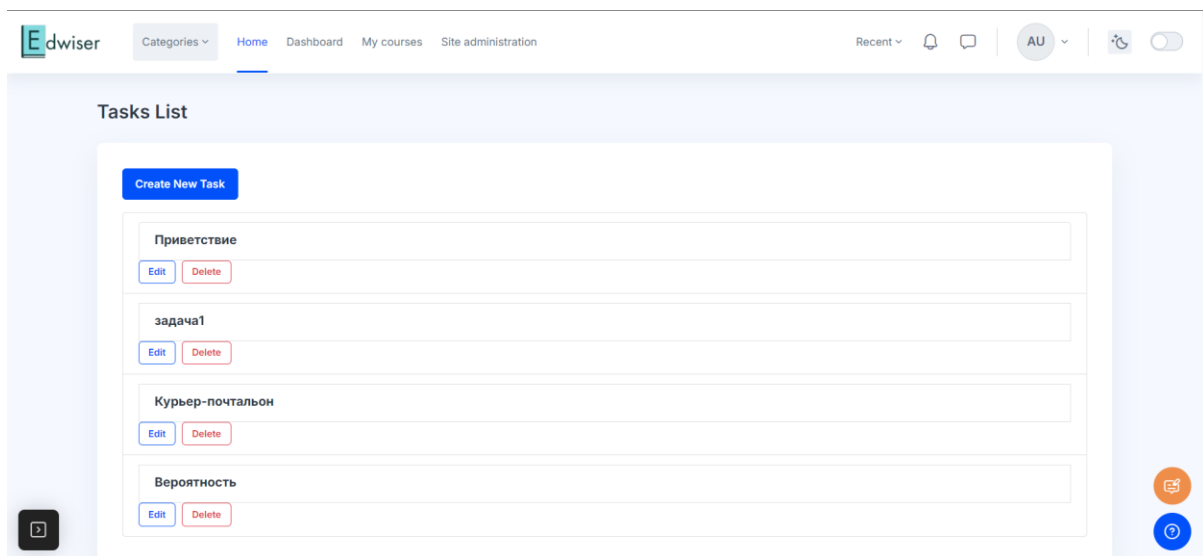 Edwiser Categories Home Dashboard My courses Site administration Recent AU
Tasks List
Create New Task
Приветствие
Edit Delete
задача1
Edit Delete
Курьер-почтальон
Edit Delete
Вероятность
Edit Delete